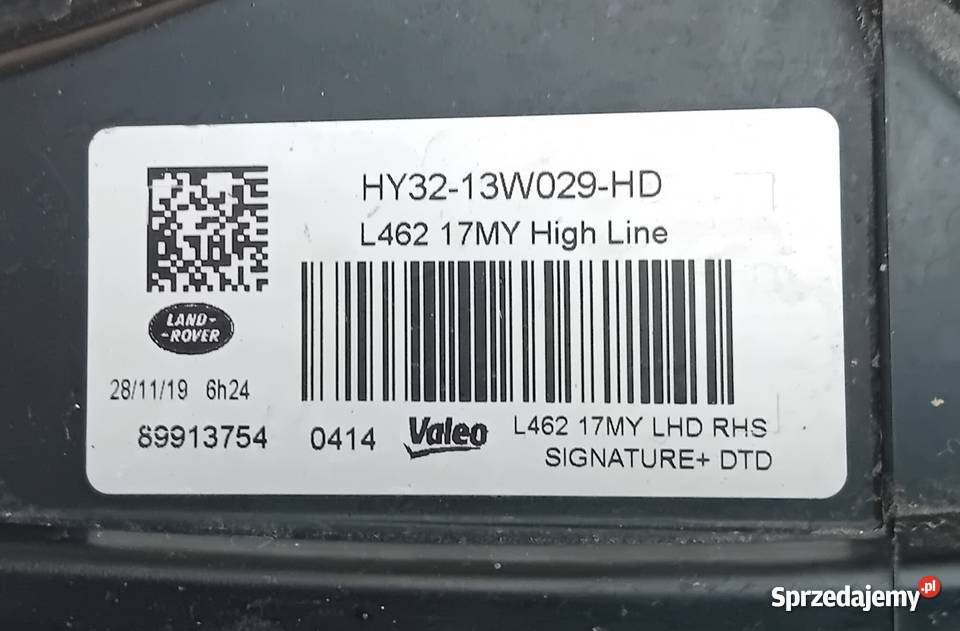 HY32-13W029-HD
L462 17MY High Line
LAND-
-ROVER
28/11/19 6h24
89913754 0414 Valeo L462 17MY LHD RHS
SIGNATURE+ DTD
Sprzedajemy.pl